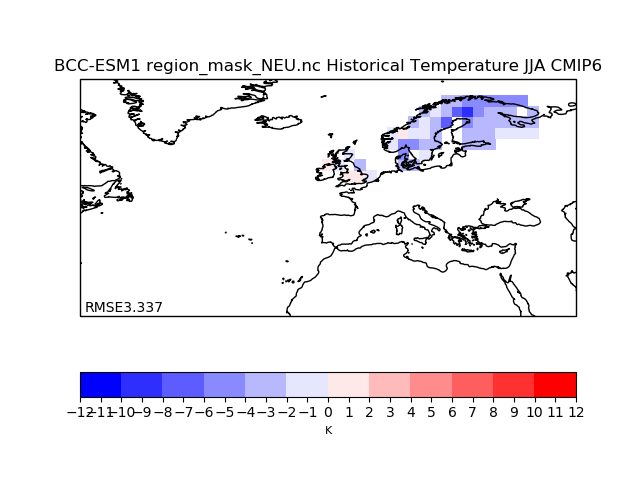 BCC-ESM1 region_mask_NEU.nc Historical Temperature JJA CMIP6
RMSE3.337
−12−11−10−9 −8 −7 −6 −5 −4 −3 −2 −1 0 1 2 3 4 5 6 7 8 9 10 11 12
K